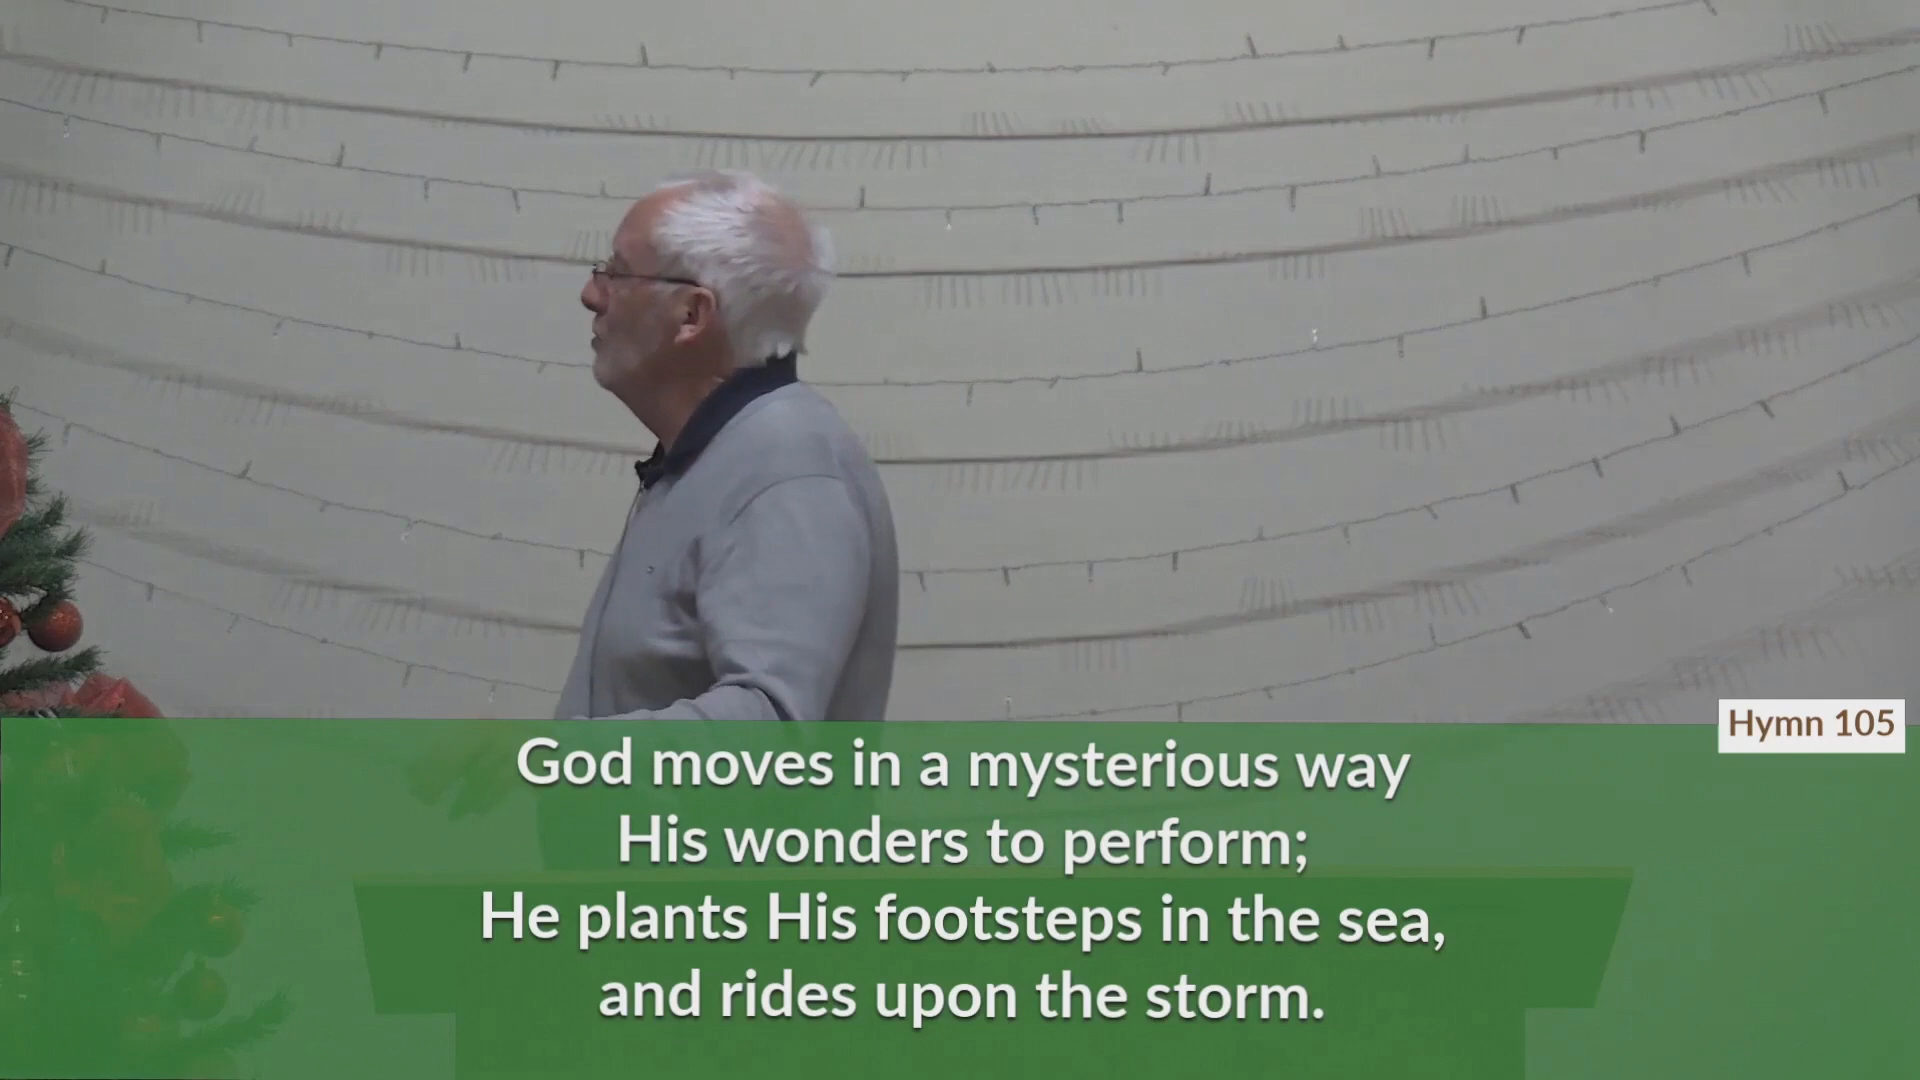 Hymn 105
God moves in a mysterious way
His wonders to perform;
He plants His footsteps in the sea,
and rides upon the storm.